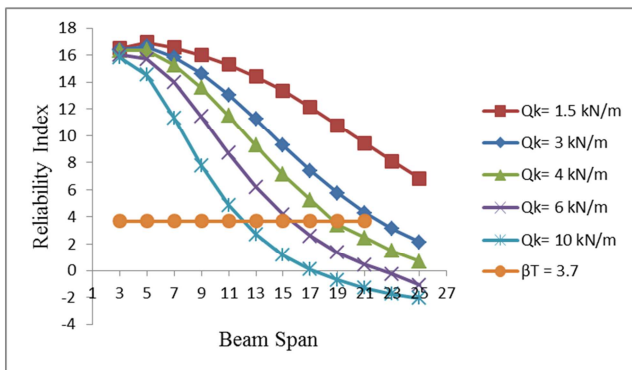 18
16
14
12
10
8
6
4
2
0
-2
-4
Reliability Index
1 3 5 7 9 11 13 15 17 19 21 23 25 27
Beam Span
Qk= 1.5 kN/m
Qk= 3 kN/m
Qk= 4 kN/m
Qk= 6 kN/m
Qk= 10 kN/m
βT = 3.7